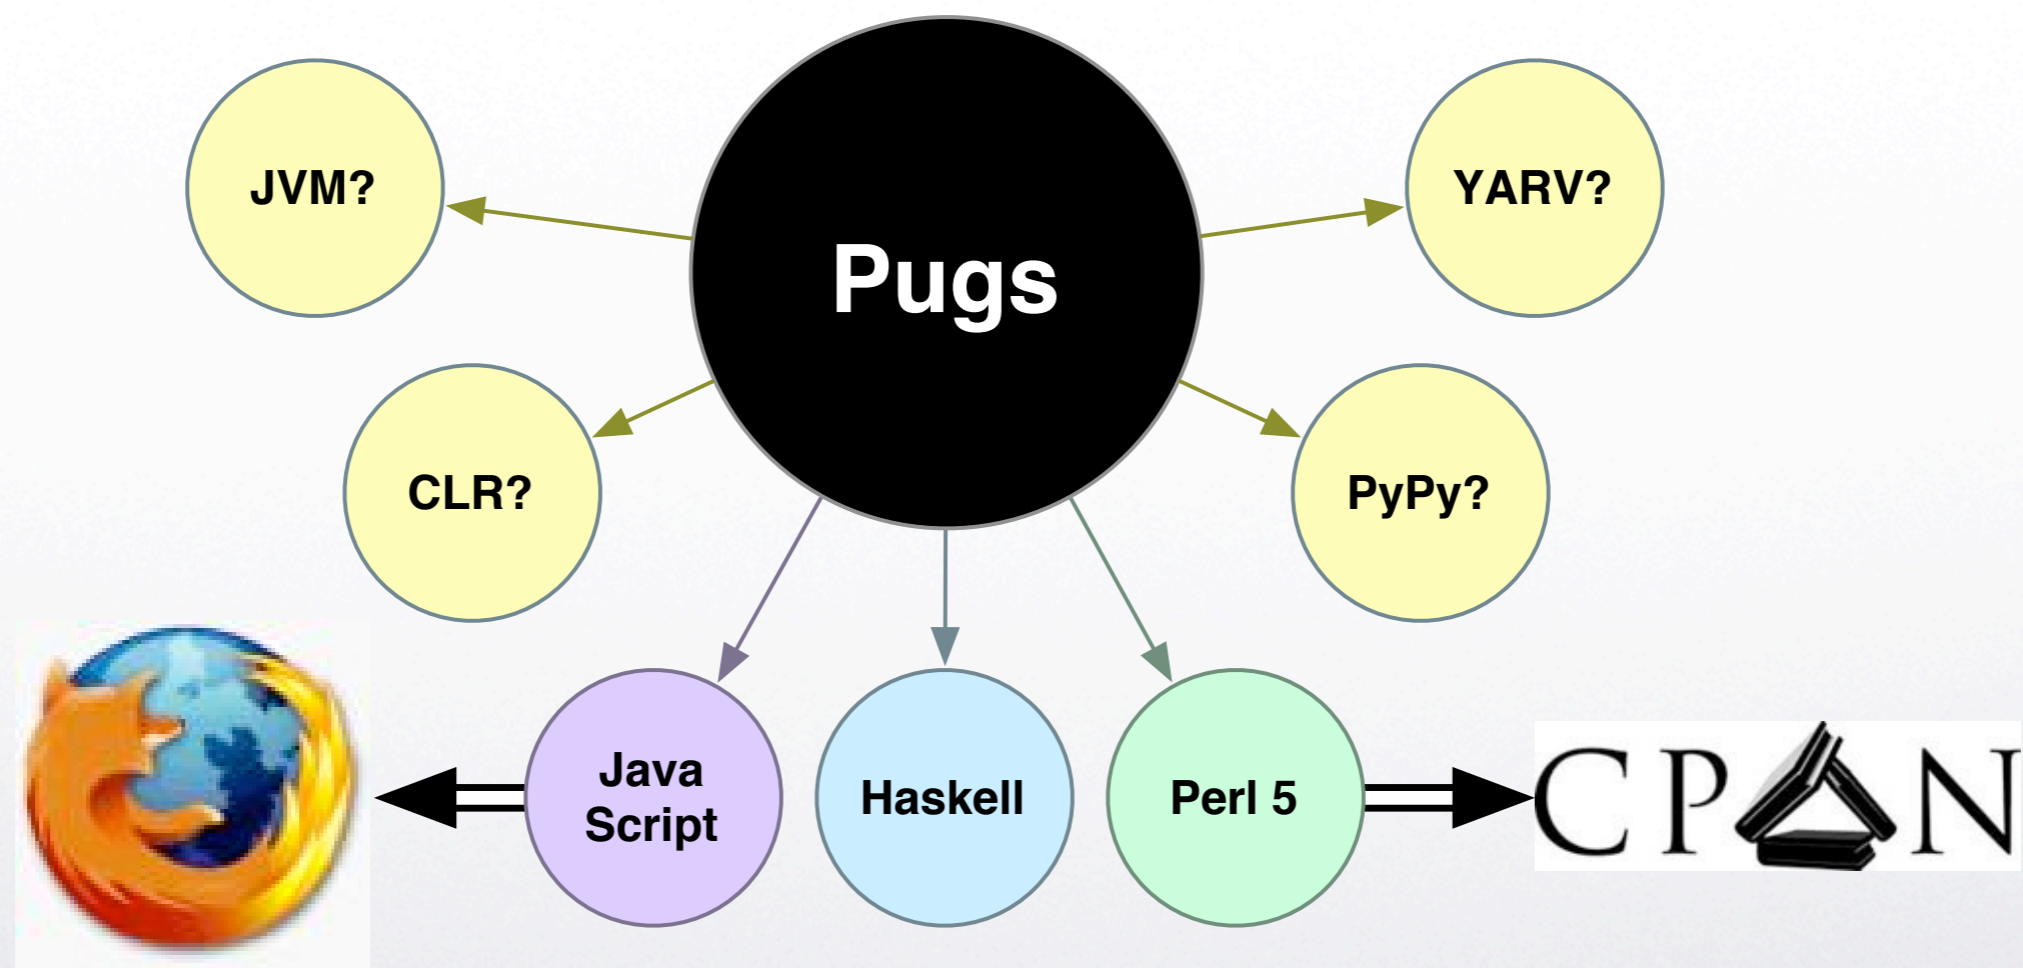 Pugs
JVM?
YARV?
CLR?
PyPy?
Java
Script
Haskell
Perl 5
CPAN